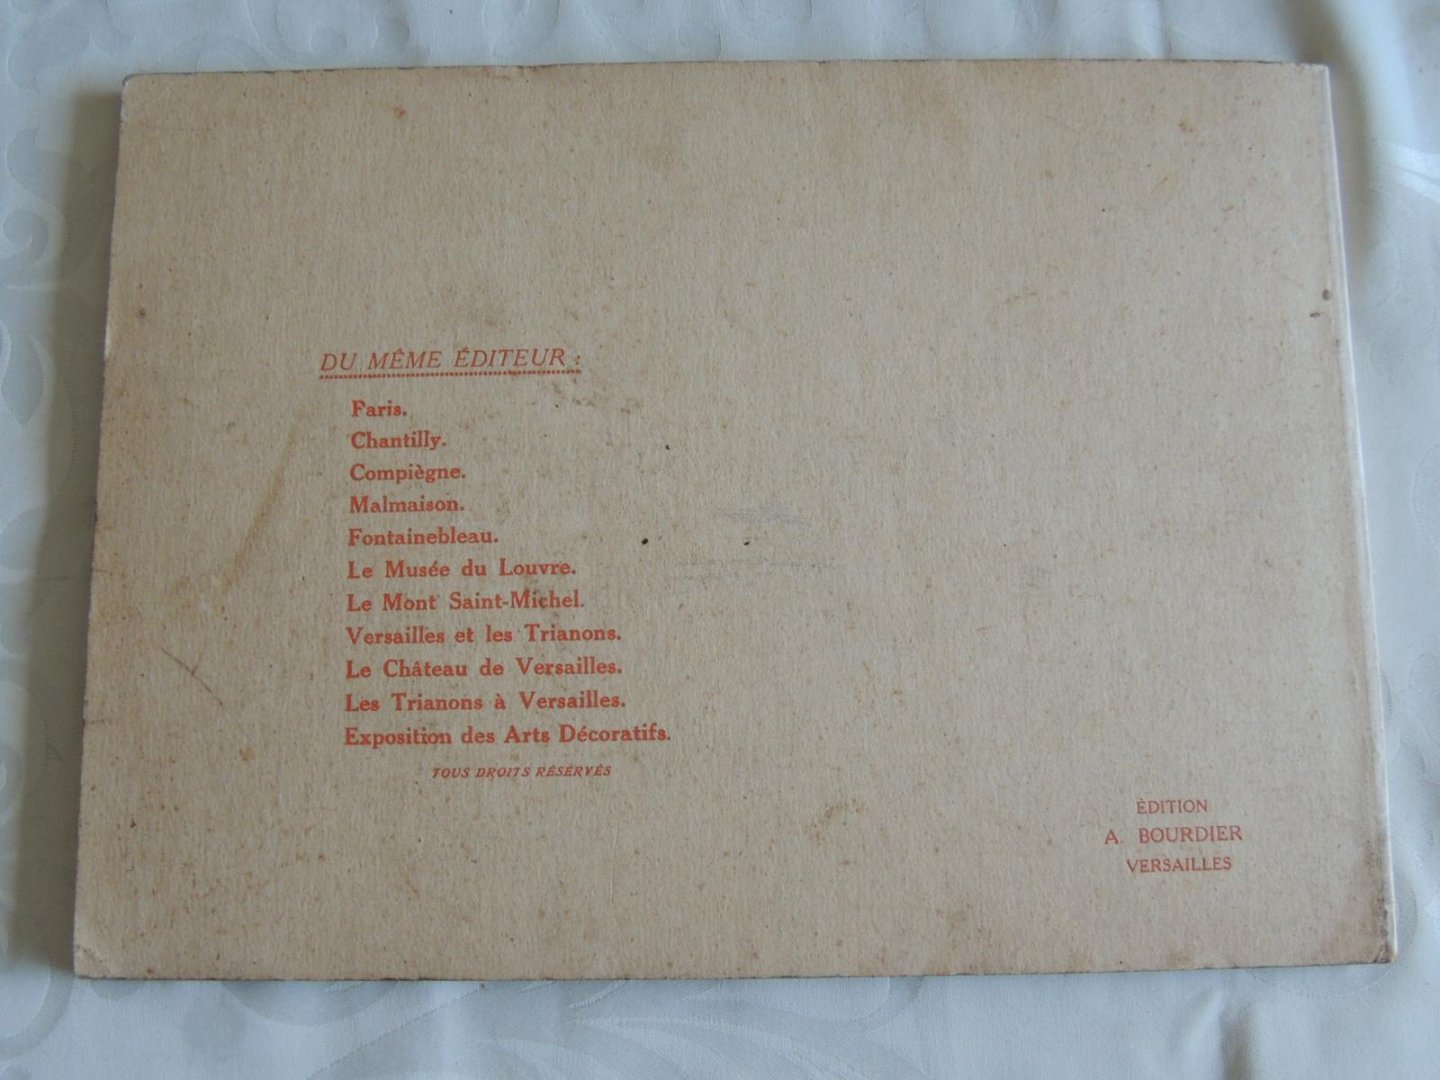 DU MÊME ÉDITEUR :
Paris.
Chantilly.
Compiègne.
Malmaison.
Fontainebleau.
Le Musée du Louvre.
Le Mont Saint-Michel.
Versailles et les Trianons.
Le Château de Versailles.
Les Trianons à Versailles.
Exposition des Arts Décoratifs.
TOUS DROITS RÉSERVÉS
ÉDITION
A. BOURDIER
VERSAILLES